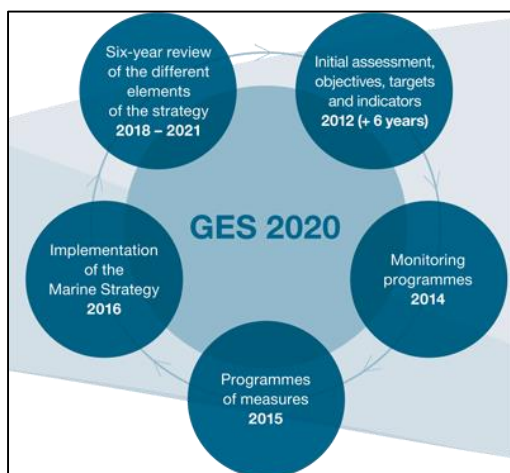 Six-year review
of the different
elements
of the strategy
2018 – 2021
Initial assessment,
objectives, targets
and indicators
2012 (+ 6 years)
GES 2020
Implementation
of the
Marine Strategy
2016
Monitoring
programmes
2014
Programmes
of measures
2015